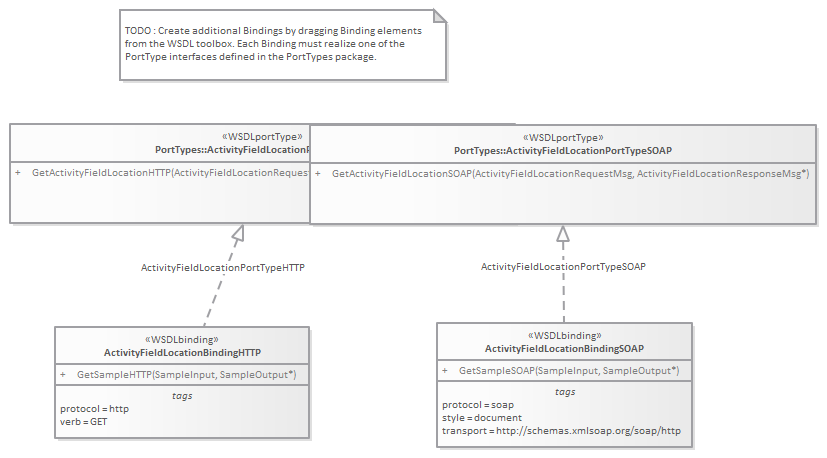 TODO : Create additional Bindings by dragging Binding elements
from the WSDL toolbox. Each Binding must realize one of the
PortType interfaces defined in the PortTypes package.
«WSDLportType»
PortTypes::ActivityFieldLocationP
+ GetActivityFieldLocationHTTP(ActivityFieldLocationReques
«WSDLportType»
PortTypes::ActivityFieldLocationPortTypeSOAP
+ GetActivityFieldLocationSOAP(ActivityFieldLocationRequestMsg, ActivityFieldLocationResponseMsg*)
ActivityFieldLocationPortTypeHTTP
ActivityFieldLocationPortTypeSOAP
«WSDLbinding»
ActivityFieldLocationBindingHTTP
+ GetSampleHTTP(SampleInput, SampleOutput*)
tags
protocol = http
verb = GET
«WSDLbinding»
ActivityFieldLocationBindingSOAP
+ GetSampleSOAP(SampleInput, SampleOutput*)
tags
protocol = soap
style = document
transport = http://schemas.xmlsoap.org/soap/http